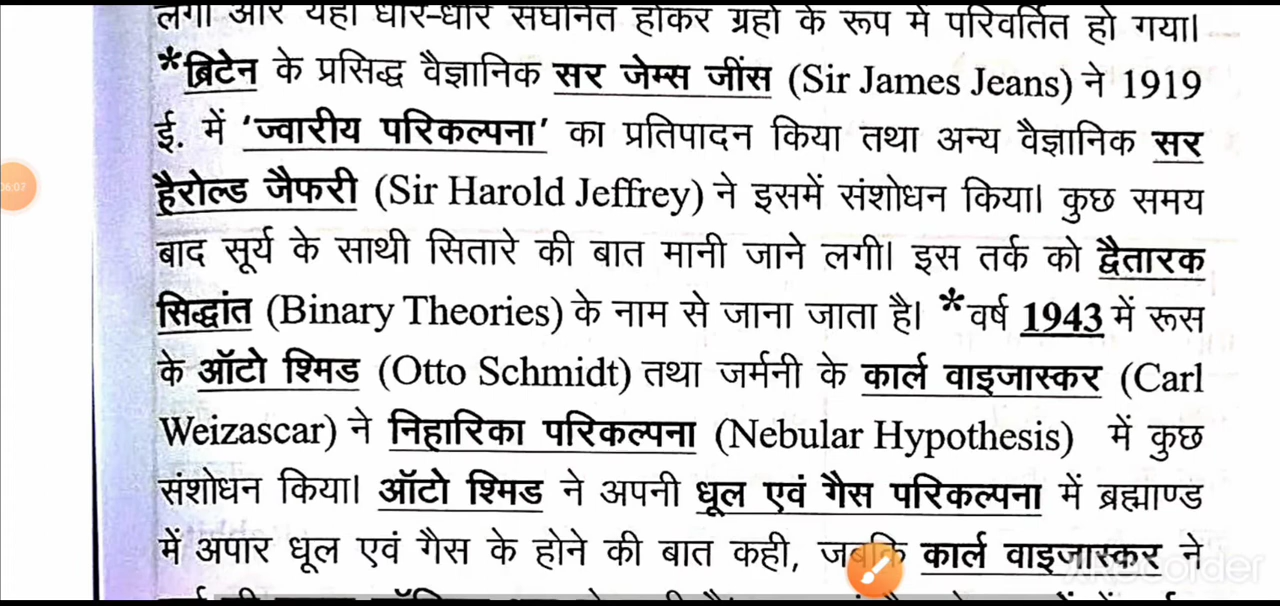 लगा और यही धीरे-धीरे संघनित होकर ग्रहों के रूप में परिवर्तित हो गया।
*ब्रिटेन के प्रसिद्ध वैज्ञानिक सर जेम्स जींस (Sir James Jeans) ने 1919
ई. में 'ज्वारीय परिकल्पना' का प्रतिपादन किया तथा अन्य वैज्ञानिक सर
हैरोल्ड जैफरी (Sir Harold Jeffrey) ने इसमें संशोधन किया। कुछ समय
06:07
बाद सूर्य के साथी सितारे की बात मानी जाने लगी। इस तर्क को द्वैतारक
सिद्धांत (Binary Theories) के नाम से जाना जाता है। *वर्ष 1943 में रूस
के ऑटो श्मिड (Otto Schmidt) तथा जर्मनी के कार्ल वाइजास्कर (Carl
Weizascar) ने निहारिका परिकल्पना (Nebular Hypothesis) में कुछ
संशोधन किया। ऑटो श्मिड ने अपनी धूल एवं गैस परिकल्पना में ब्रह्माण्ड
में अपार धूल एवं गैस के होने की बात कही, जबकि कार्ल वाइजास्कर ने
Recorder